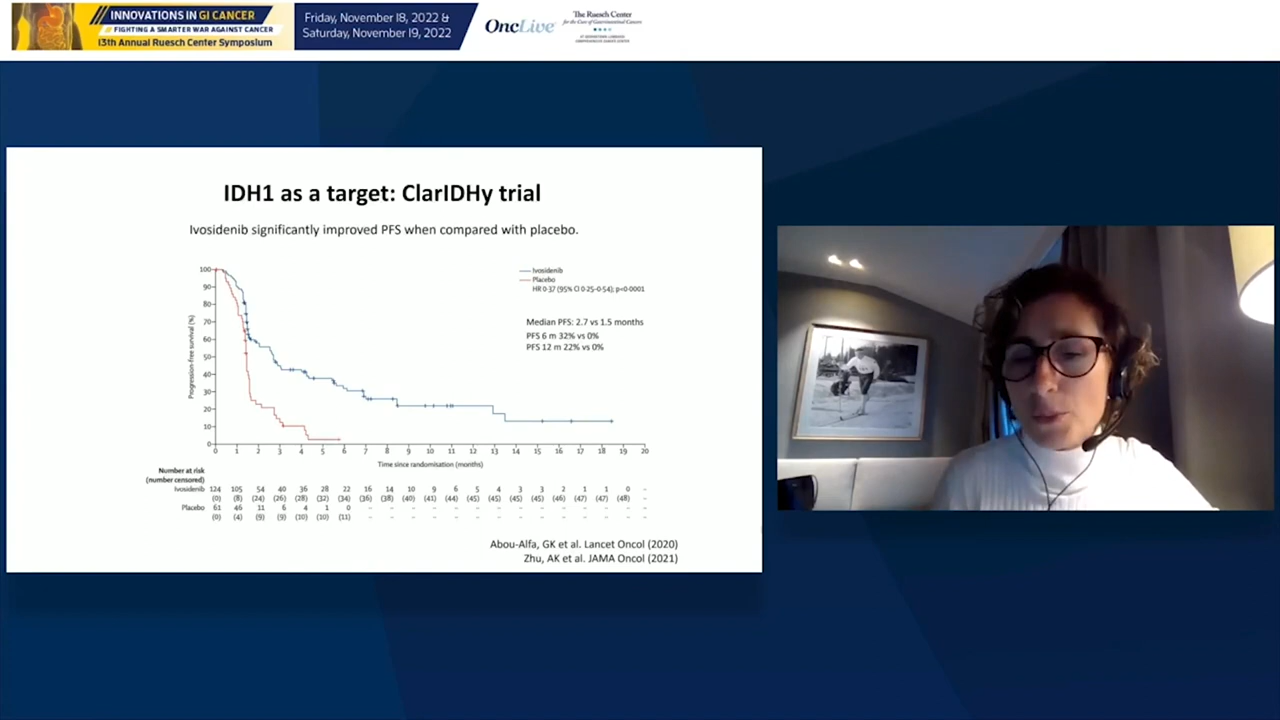 INNOVATIONS IN GI CANCER
FIGHTING A SMARTER WAR AGAINST CANCER
13th Annual Ruesch Center Symposium
Friday, November 18, 2022 &
Saturday, November 19, 2022
OncLive
The Ruesch Center
for the Cure of Gastrointestinal Cancers
IDH1 as a target: ClarIDHy trial
Ivosidenib significantly improved PFS when compared with placebo.
Ivosidenib
Placebo
HR 0·37 (95% CI 0·25–0·54); p<0·0001
Median PFS: 2.7 vs 1.5 months
PFS 6 m 32% vs 0%
PFS 12 m 22% vs 0%
Progression-free survival (%)
100
90
80
70
60
50
40
30
20
10
0
0 1 2 3 4 5 6 7 8 9 10 11 12 13 14 15 16 17 18 19 20
Time since randomisation (months)
Number at risk
(number censored)
Ivosidenib 124 105 54 40 36 28 22 16 14 10 9 6 5 4 3 3 2 1 1 0 –
(0) (8) (24) (26) (28) (32) (34) (36) (38) (40) (41) (44) (45) (45) (45) (45) (46) (47) (47) (48) –
Placebo 61 46 11 6 4 1 0 – – – – – – – – – – – – – –
(0) (4) (9) (9) (10) (10) (11) – – – – – – – – – – – – – –
Abou-Alfa, GK et al. Lancet Oncol (2020)
Zhu, AK et al. JAMA Oncol (2021)